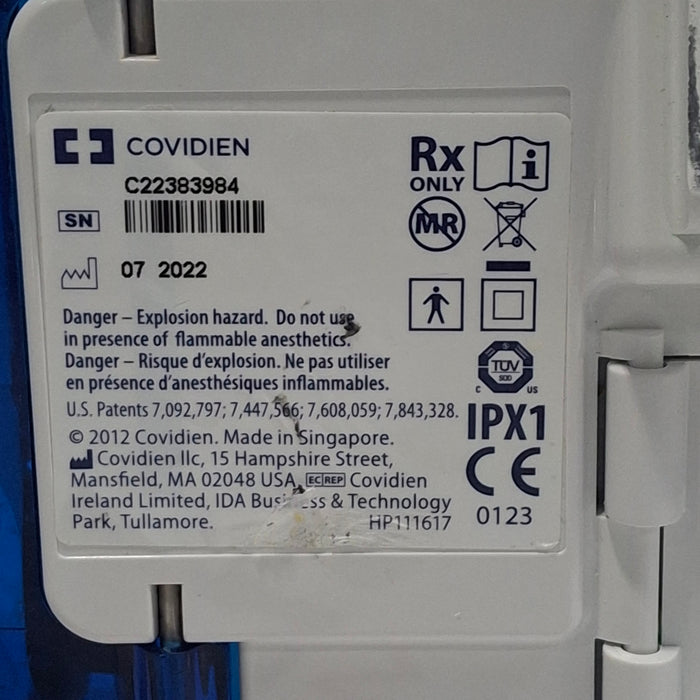 COVIDIEN
C22383984
SN
07 2022
Danger – Explosion hazard. Do not use
in presence of flammable anesthetics.
Danger – Risque d'explosion. Ne pas utiliser
en présence d'anesthésiques inflammables.
U.S. Patents 7,092,797; 7,447,566; 7,608,059; 7,843,328.
© 2012 Covidien. Made in Singapore.
Covidien llc, 15 Hampshire Street,
Mansfield, MA 02048 USA. EC REP Covidien
Ireland Limited, IDA Business & Technology
Park, Tullamore.
HP111617
Rx
ONLY
i
MR
TÜV
SÜD
C US
IPX1
CE
0123